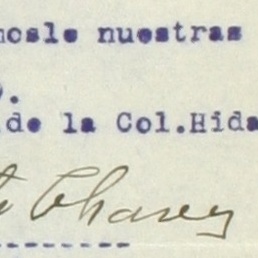 mosle nuestras
.
de la Col.Hida
Chavez